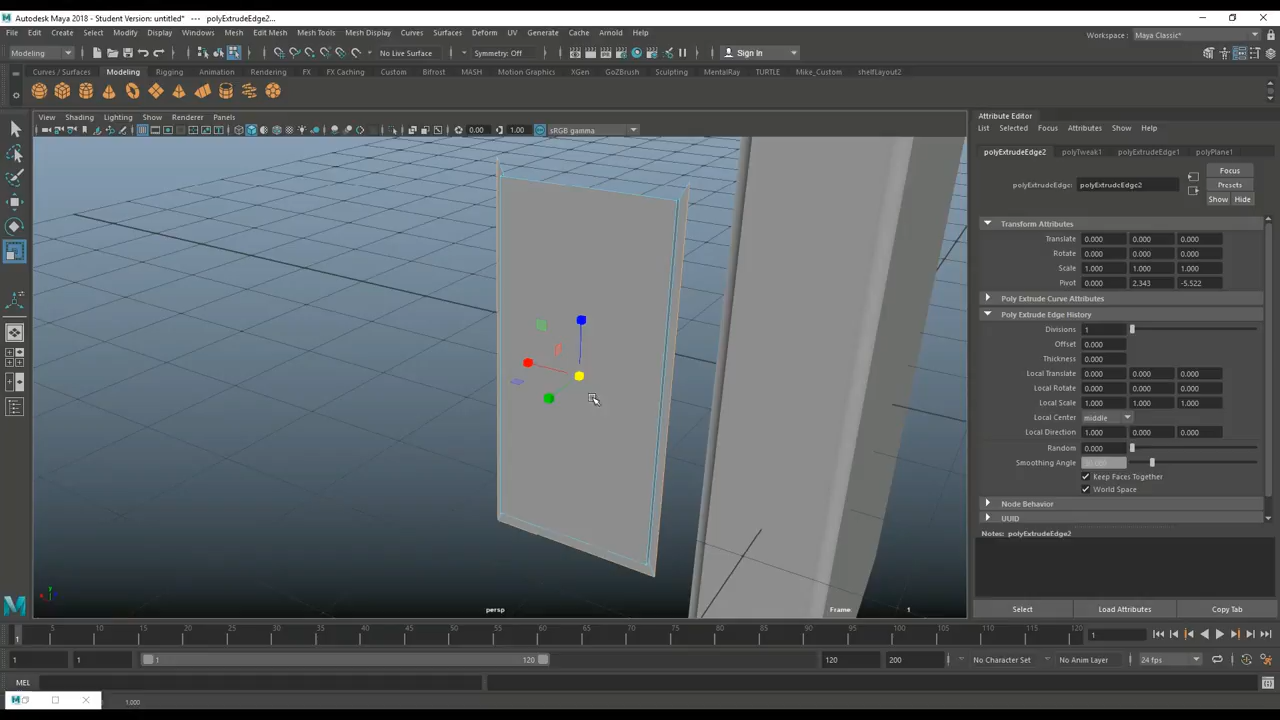 Autodesk Maya 2018 - Student Version: untitled*   ---   polyExtrudeEdge2...
File Edit Create Select Modify Display Windows Mesh Edit Mesh Mesh Tools Mesh Display Curves Surfaces Deform UV Generate Cache Arnold Help
Workspace : Maya Classic*
Modeling No Live Surface Symmetry: Off Sign In
Curves / Surfaces Modeling Rigging Animation Rendering FX FX Caching Custom Bifrost MASH Motion Graphics XGen GoZBrush Sculpting MentalRay TURTLE Mike_Custom shelfLayout2
View Shading Lighting Show Renderer Panels
0.00 1.00 sRGB gamma
persp
Frame: 1
Attribute Editor
List Selected Focus Attributes Show Help
polyExtrudeEdge2 polyTweak1 polyExtrudeEdge1 polyPlane1
Focus
polyExtrudeEdge: polyExtrudeEdge2 Presets
Show Hide
Transform Attributes
Translate 0.000 0.000 0.000
Rotate 0.000 0.000 0.000
Scale 1.000 1.000 1.000
Pivot 0.000 2.343 -5.522
Poly Extrude Curve Attributes
Poly Extrude Edge History
Divisions 1
Offset 0.000
Thickness 0.000
Local Translate 0.000 0.000 0.000
Local Rotate 0.000 0.000 0.000
Local Scale 1.000 1.000 1.000
Local Center middle
Local Direction 1.000 0.000 0.000
Random 0.000
Smoothing Angle
Keep Faces Together
World Space
Node Behavior
UUID
Notes: polyExtrudeEdge2
Select Load Attributes Copy Tab
5 10 15 20 25 30 35 40 45 50 55 60 65 70 75 80 85 90 95 100 105 110 115 120
1 1
1 1 1 120 120 200 No Character Set No Anim Layer 24 fps
MEL
1.000